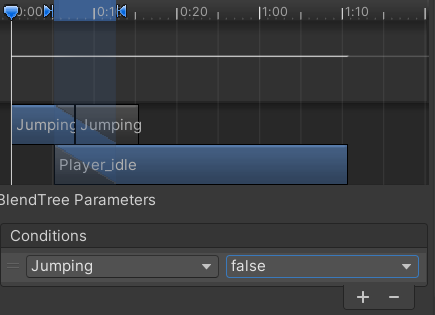 0:00
0:1
0:20
1:00
1:10
Jumping Jumping
Player_idle
BlendTree Parameters
Conditions
Jumping false